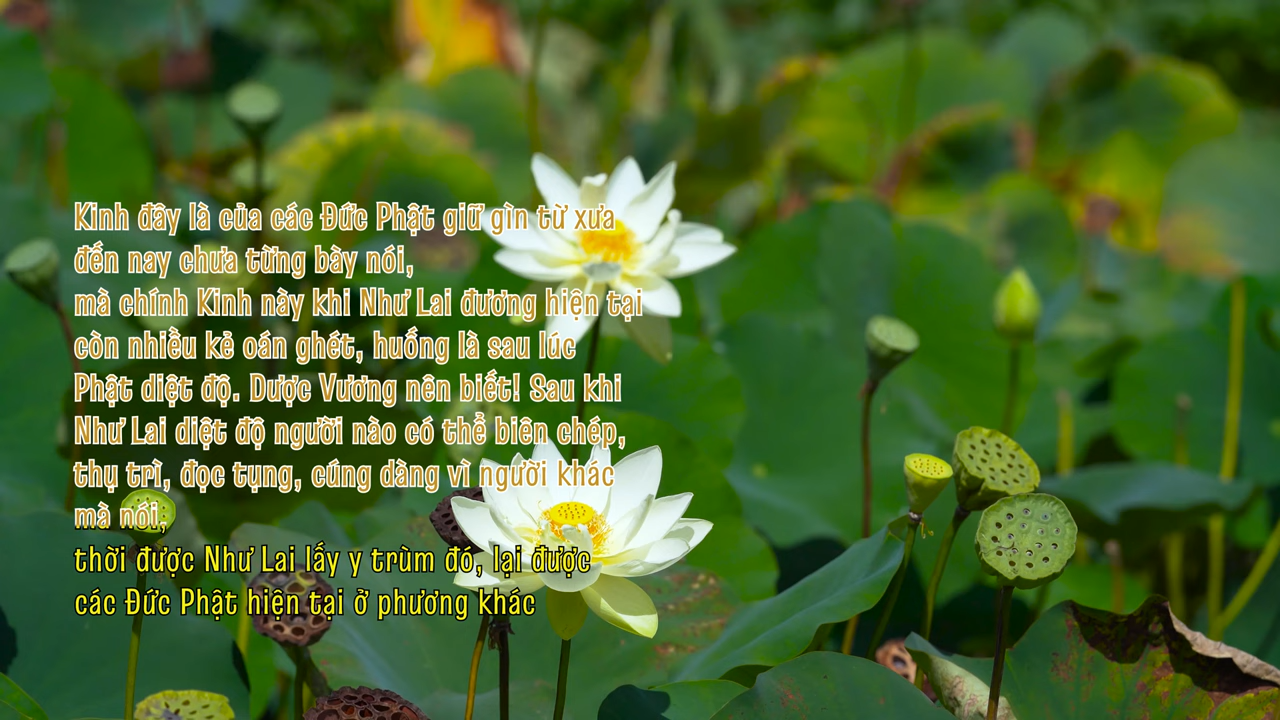 Kinh đây là của các Đức Phật giữ gìn từ xưa
đến nay chưa từng bày nói,
mà chính Kinh này khi Như Lai đương hiện tại
còn nhiều kẻ oán ghét, huống là sau lúc
Phật diệt độ. Dược Vương nên biết! Sau khi
Như Lai diệt độ người nào có thể biên chép,
thụ trì, đọc tụng, cúng dàng vì người khác
mà nói,
thời được Như Lai lấy y trùm đó, lại được
các Đức Phật hiện tại ở phương khác